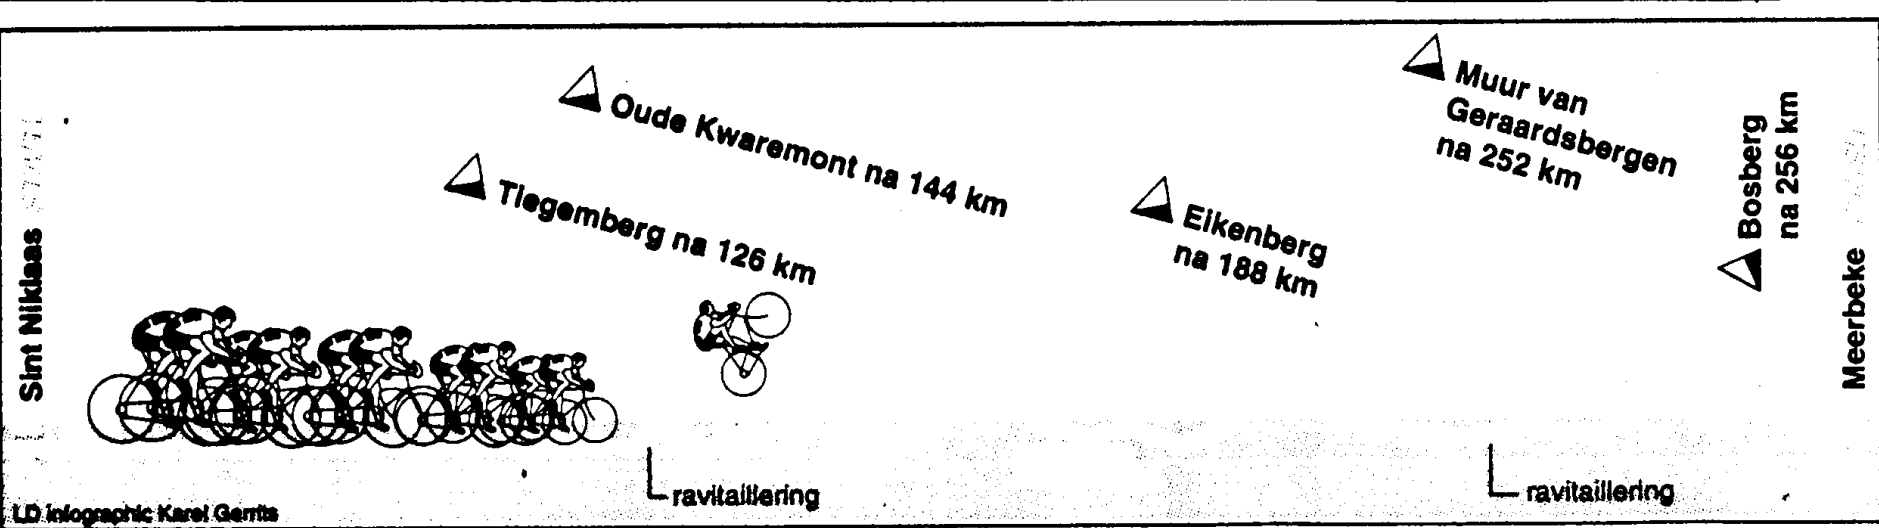 Sint Niklaas
Oude Kwaremont na 144 km
Tiegemberg na 126 km
Eikenberg
na 188 km
Muur van
Geraardsbergen
na 252 km
Bosberg
na 256 km
Meerbeke
ravitaillering
ravitaillering
LD infographic Karel Gerrits